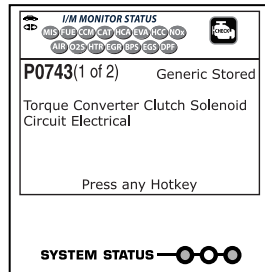 I/M MONITOR STATUS
MIS FUE CCM CAT HCA EVA HCC NOx
AIR O2S HTR EGR BPS EGS DPF
CHECK
P0743(1 of 2) Generic Stored
Torque Converter Clutch Solenoid
Circuit Electrical
Press any Hotkey
SYSTEM STATUS